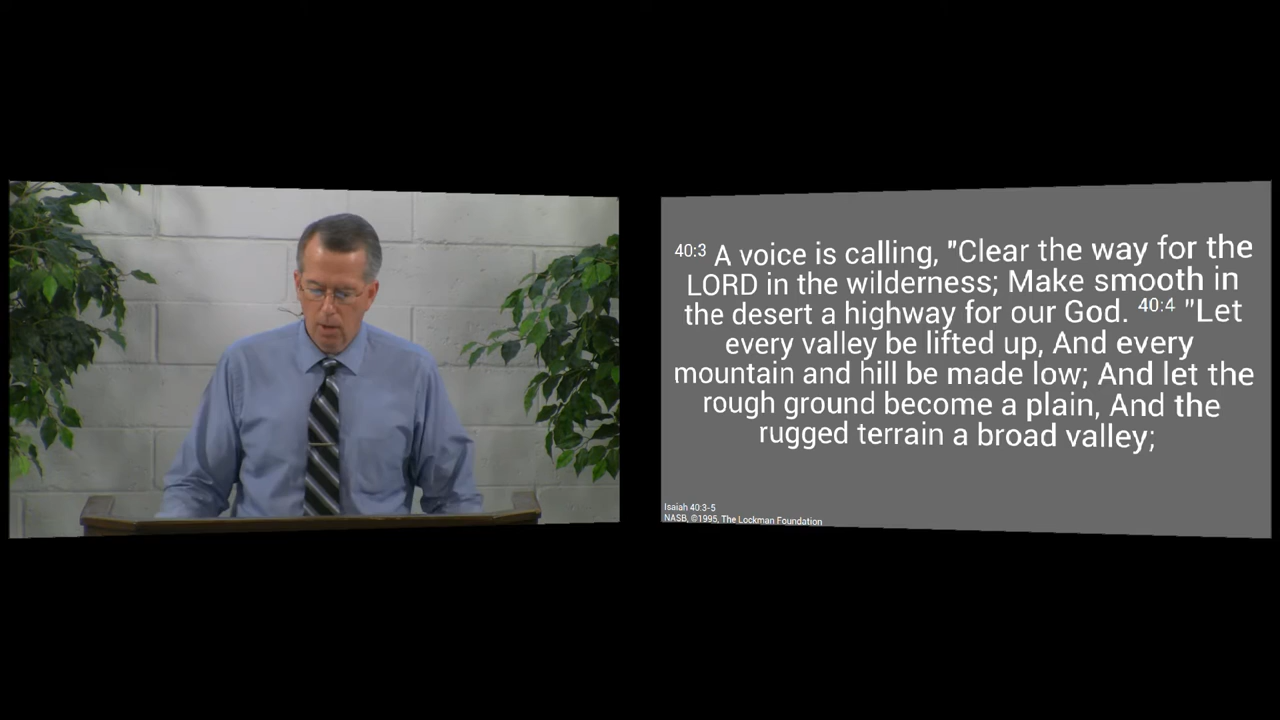 40:3 A voice is calling, "Clear the way for the
LORD in the wilderness; Make smooth in
the desert a highway for our God. 40:4 "Let
every valley be lifted up, And every
mountain and hill be made low; And let the
rough ground become a plain, And the
rugged terrain a broad valley;
Isaiah 40:3-5
NASB, ©1995, The Lockman Foundation